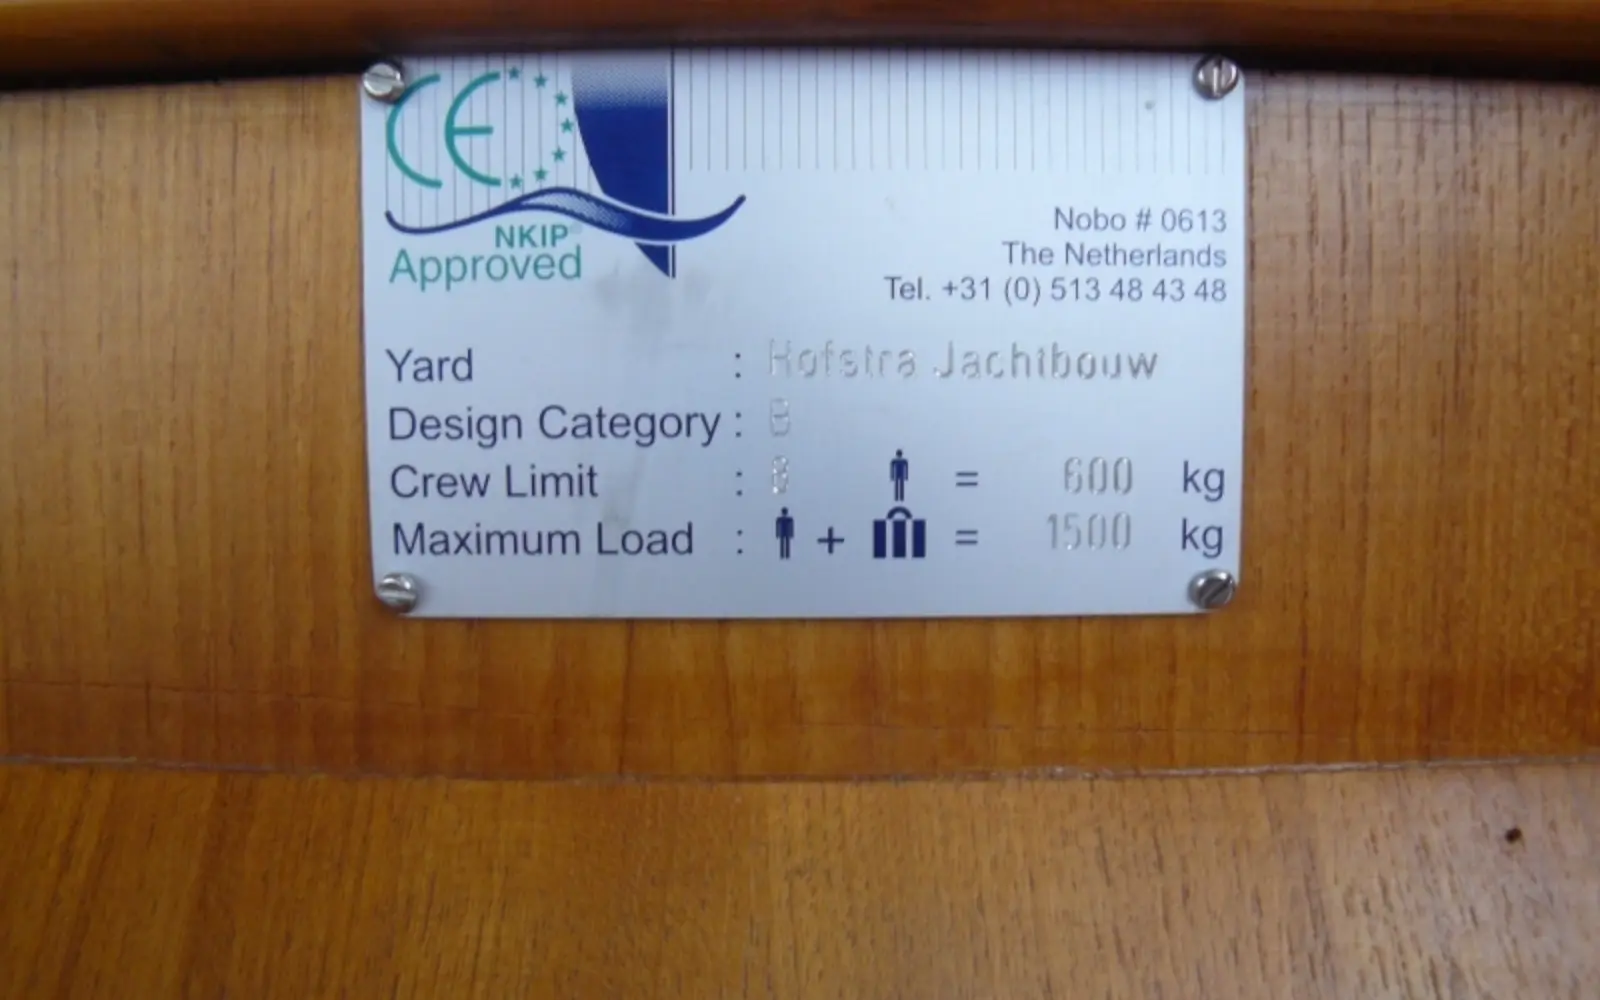 CE
NKIP
Approved
Nobo # 0613
The Netherlands
Tel. +31 (0) 513 48 43 48
Yard : Hofstra Jachtbouw
Design Category : B
Crew Limit : 8 = 600 kg
Maximum Load : + = 1500 kg